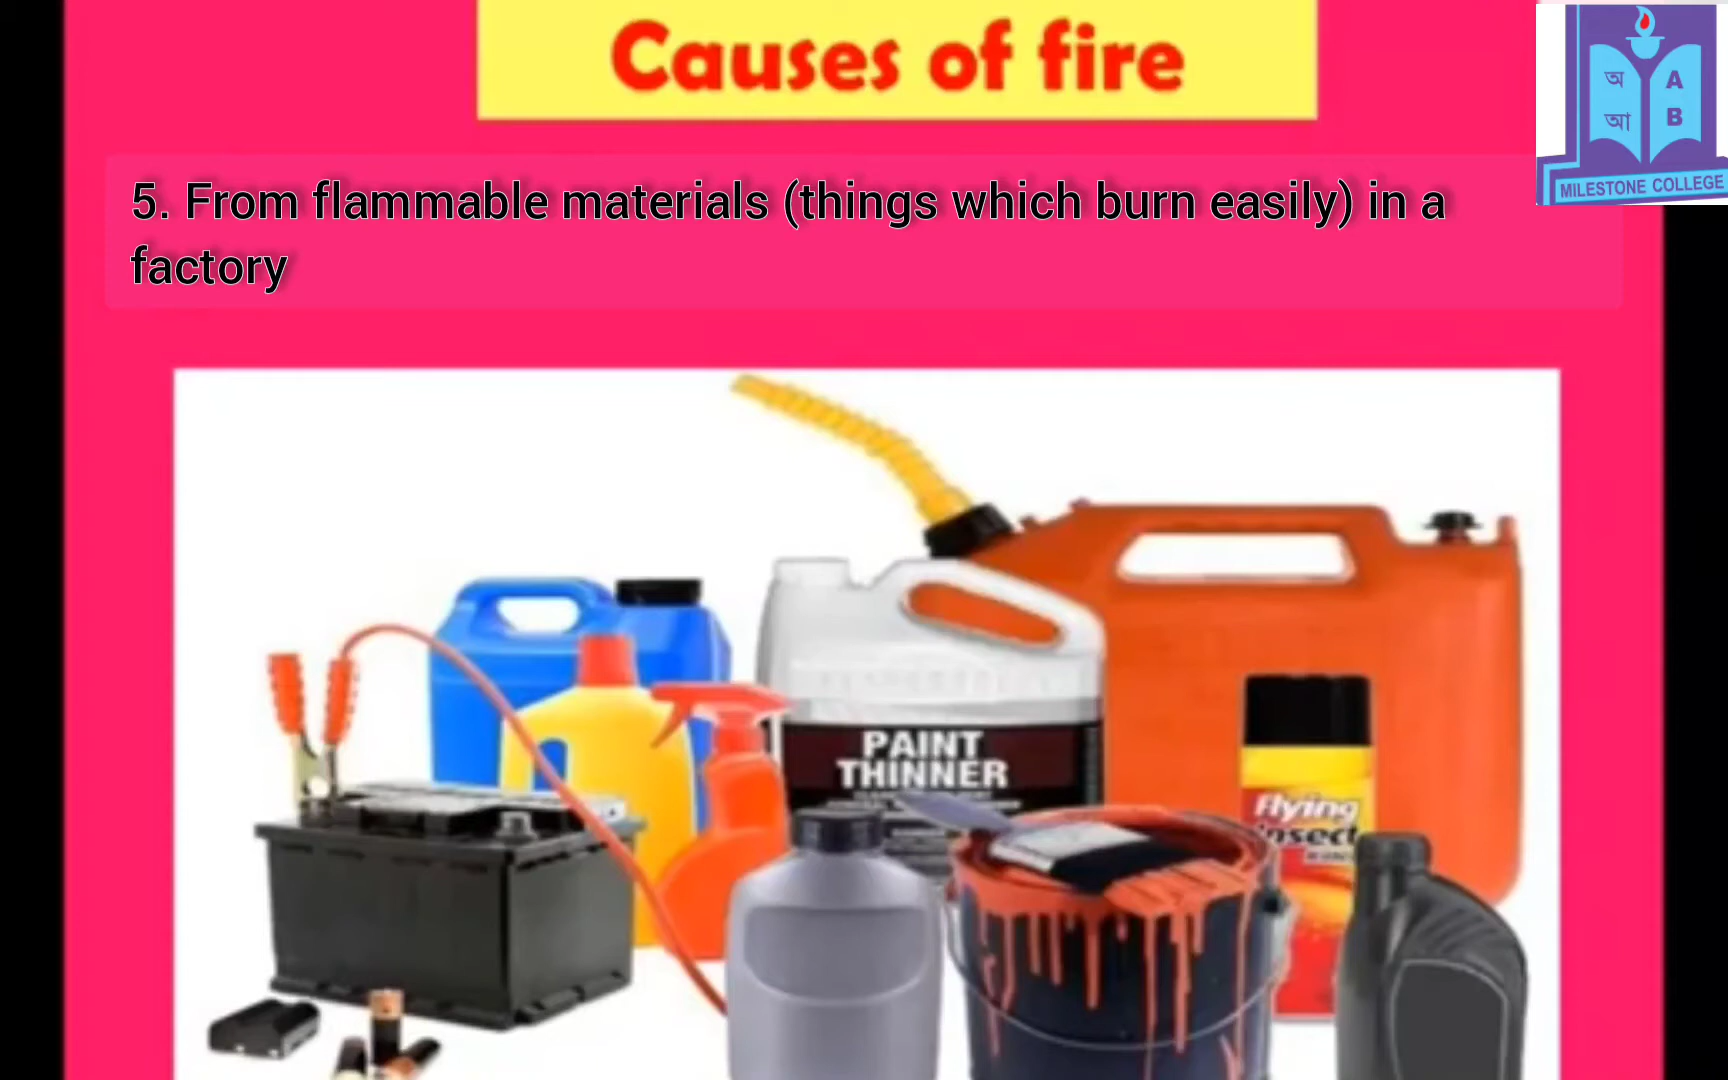 Causes of fire
অ A
আ B
MILESTONE COLLEGE
5. From flammable materials (things which burn easily) in a
factory
PAINT
THINNER
Flying
insect